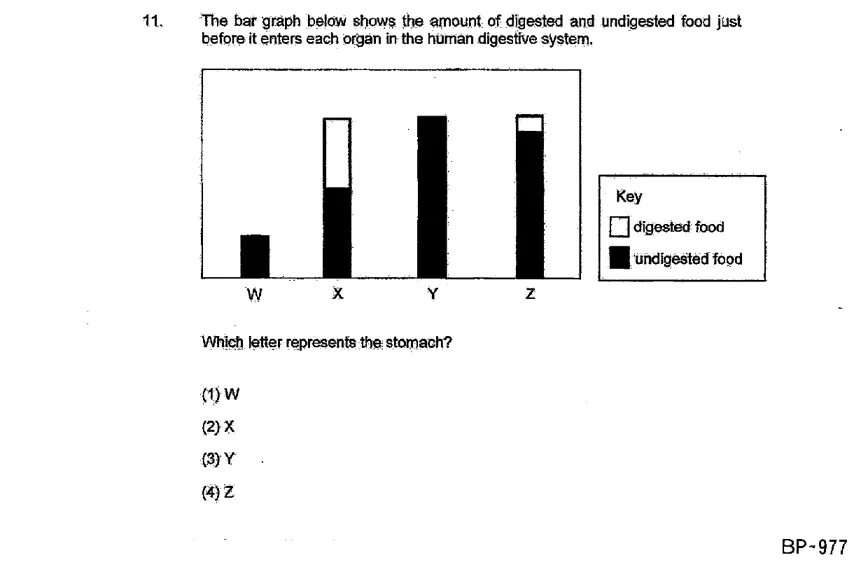 11. The bar graph below shows the amount of digested and undigested food just
before it enters each organ in the human digestive system.
Key
digested food
undigested food
W X Y Z
Which letter represents the stomach?
(1) W
(2) X
(3) Y
(4) Z
BP-977